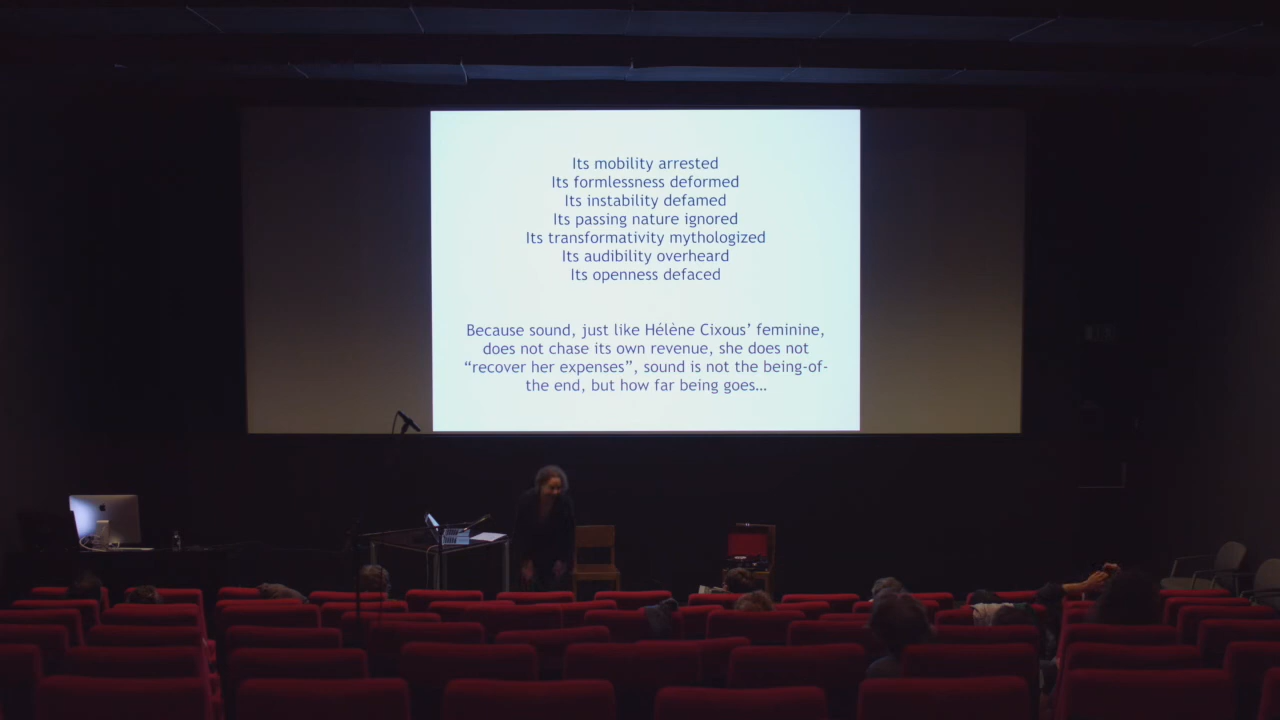 Its mobility arrested
Its formlessness deformed
Its instability defamed
Its passing nature ignored
Its transformativity mythologized
Its audibility overheard
Its openness defaced
Because sound, just like Hélène Cixous’ feminine,
does not chase its own revenue, she does not
“recover her expenses”, sound is not the being-of-
the end, but how far being goes…